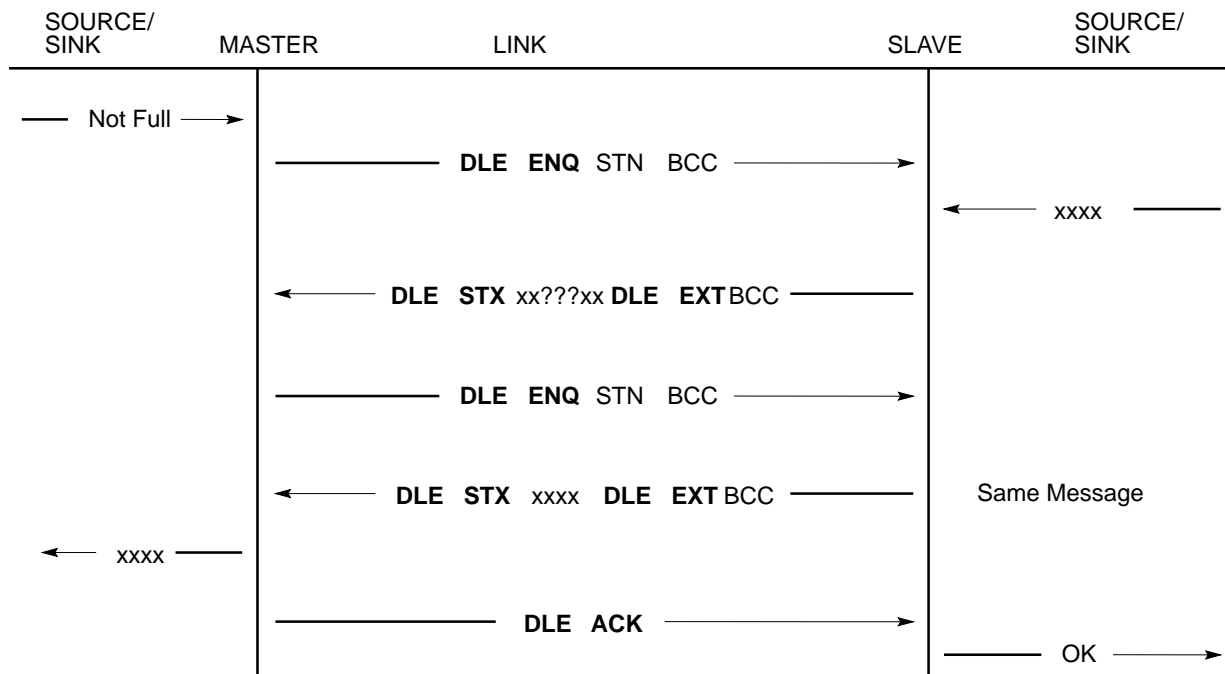 SOURCE/
SINK
MASTER
LINK
SLAVE
SOURCE/
SINK
Not Full
DLE ENQ STN BCC
xxxx
DLE STX xx???xx DLE EXT BCC
DLE ENQ STN BCC
DLE STX xxxx DLE EXT BCC
Same Message
xxxx
DLE ACK
OK